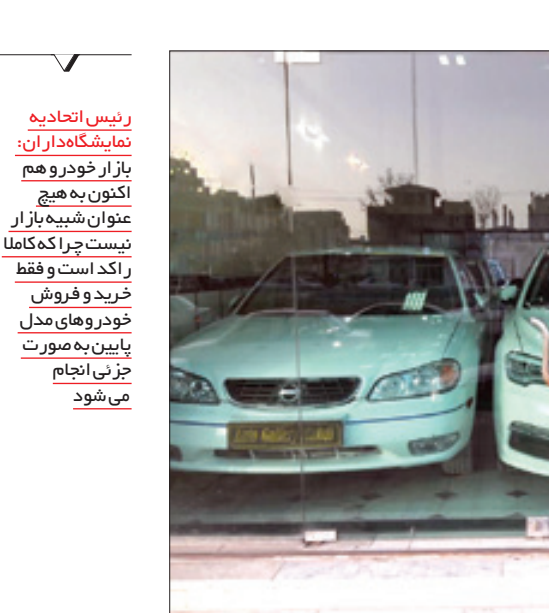 رئیس اتحادیه
نمایشگاه‌داران:
بازار خودرو هم
اکنون به هیچ
عنوان شبیه بازار
نیست چرا که کاملا
راکد است و فقط
خرید و فروش
خودروهای مدل
پایین به صورت
جزئی انجام
می شود